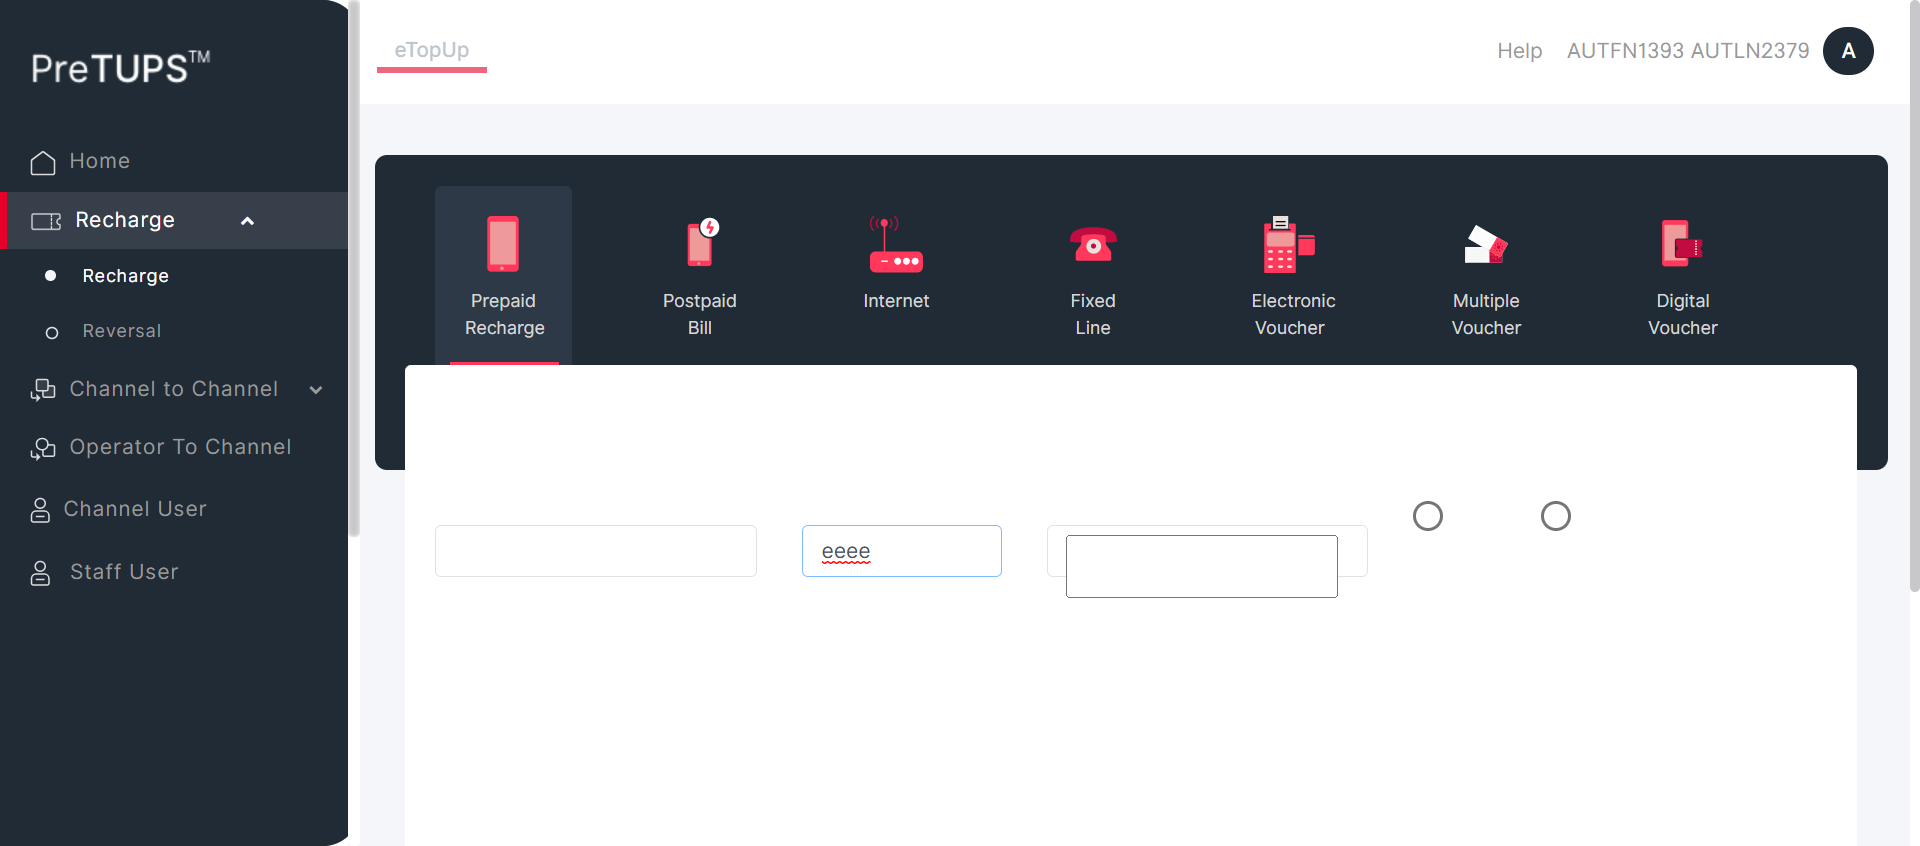 PreTUPS™
eTopUp
Help AUTFN1393 AUTLN2379 A
Home
Recharge
Recharge
Reversal
Channel to Channel
Operator To Channel
Channel User
Staff User
Prepaid
Recharge
Postpaid
Bill
Internet
Fixed
Line
Electronic
Voucher
Multiple
Voucher
Digital
Voucher
eeee